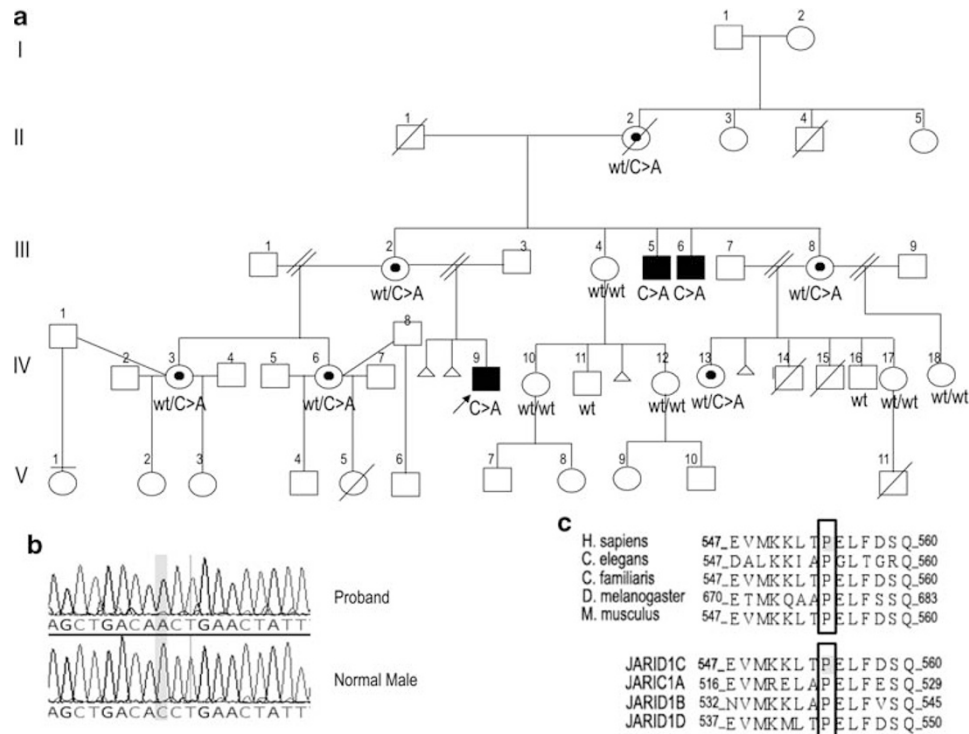 a
1 2
I
1 2 3 4 5
II
wt/C>A
1 2 3 4 5 6 7 8 9
III
wt/C>A wt/wt C>A C>A wt/C>A
1 2 3 4 5 6 7 8 9 10 11 12 13 14 15 16 17 18
IV
wt/C>A wt/C>A C>A wt/wt wt wt/wt wt/C>A wt wt/wt wt/wt
1 2 3 4 5 6 7 8 9 10 11
V
b
Proband
AGCTGACAACTGAACTATT
Normal Male
AGCTGACACCTGAACTATT
c
H. sapiens 547_EVMKKLTPELFDSQ_560
C. elegans 547_DALKKIAPGLTGRQ_560
C. familiaris 547_EVMKKLTPELFDSQ_560
D. melanogaster 670_ETMKQAAPELFSSQ_683
M. musculus 547_EVMKKLTPELFDSQ_560
JARID1C 547_EVMKKLTPELFDSQ_560
JARIC1A 516_EVMRELAPELFESQ_529
JARID1B 532_NVMKKLAPELFVSQ_545
JARID1D 537_EVMKMLTPELFDSQ_550